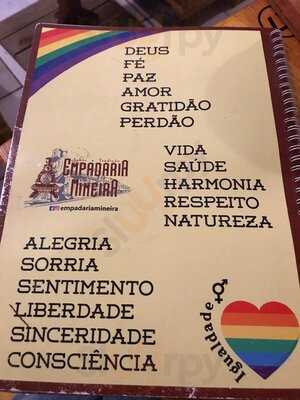 DEUS
FÉ
PAZ
AMOR
GRATIDÃO
PERDÃO
EMPADARIA
MINEIRA
empadariamineira
VIDA
SAÚDE
HARMONIA
RESPEITO
NATUREZA
ALEGRIA
SORRIA
SENTIMENTO
LIBERDADE
SINCERIDADE
CONSCIÊNCIA
Igualdade